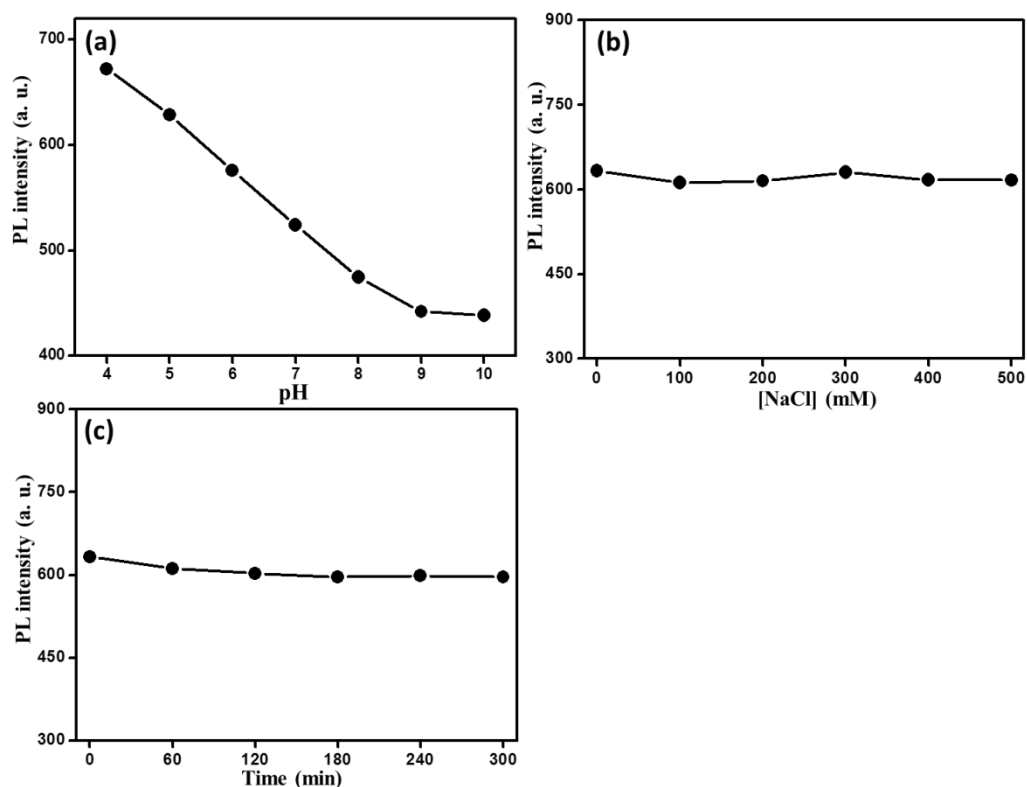 (a)
PL intensity (a. u.)
700
600
500
400
4 5 6 7 8 9 10
pH
(b)
PL intensity (a. u.)
900
750
600
450
300
0 100 200 300 400 500
[NaCl] (mM)
(c)
PL intensity (a. u.)
900
750
600
450
300
0 60 120 180 240 300
Time (min)